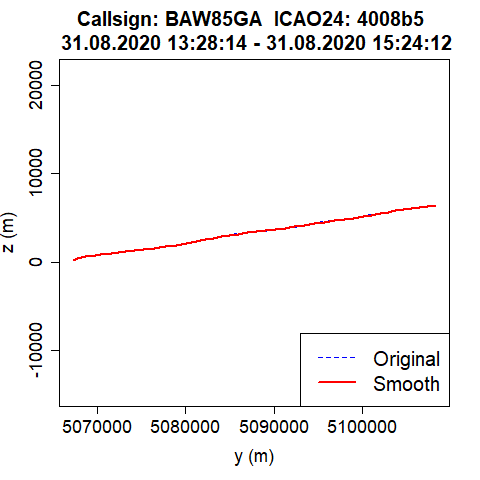 Callsign: BAW85GA  ICAO24: 4008b5
31.08.2020 13:28:14 - 31.08.2020 15:24:12
20000
10000
0
-10000
z (m)
Original
Smooth
5070000
5080000
5090000
5100000
y (m)